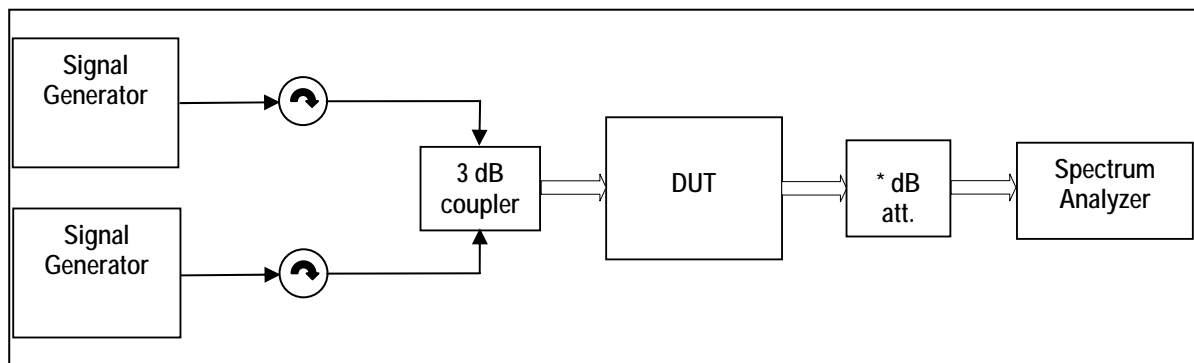 Signal
Generator
3 dB
coupler
DUT
* dB
att.
Spectrum
Analyzer
Signal
Generator